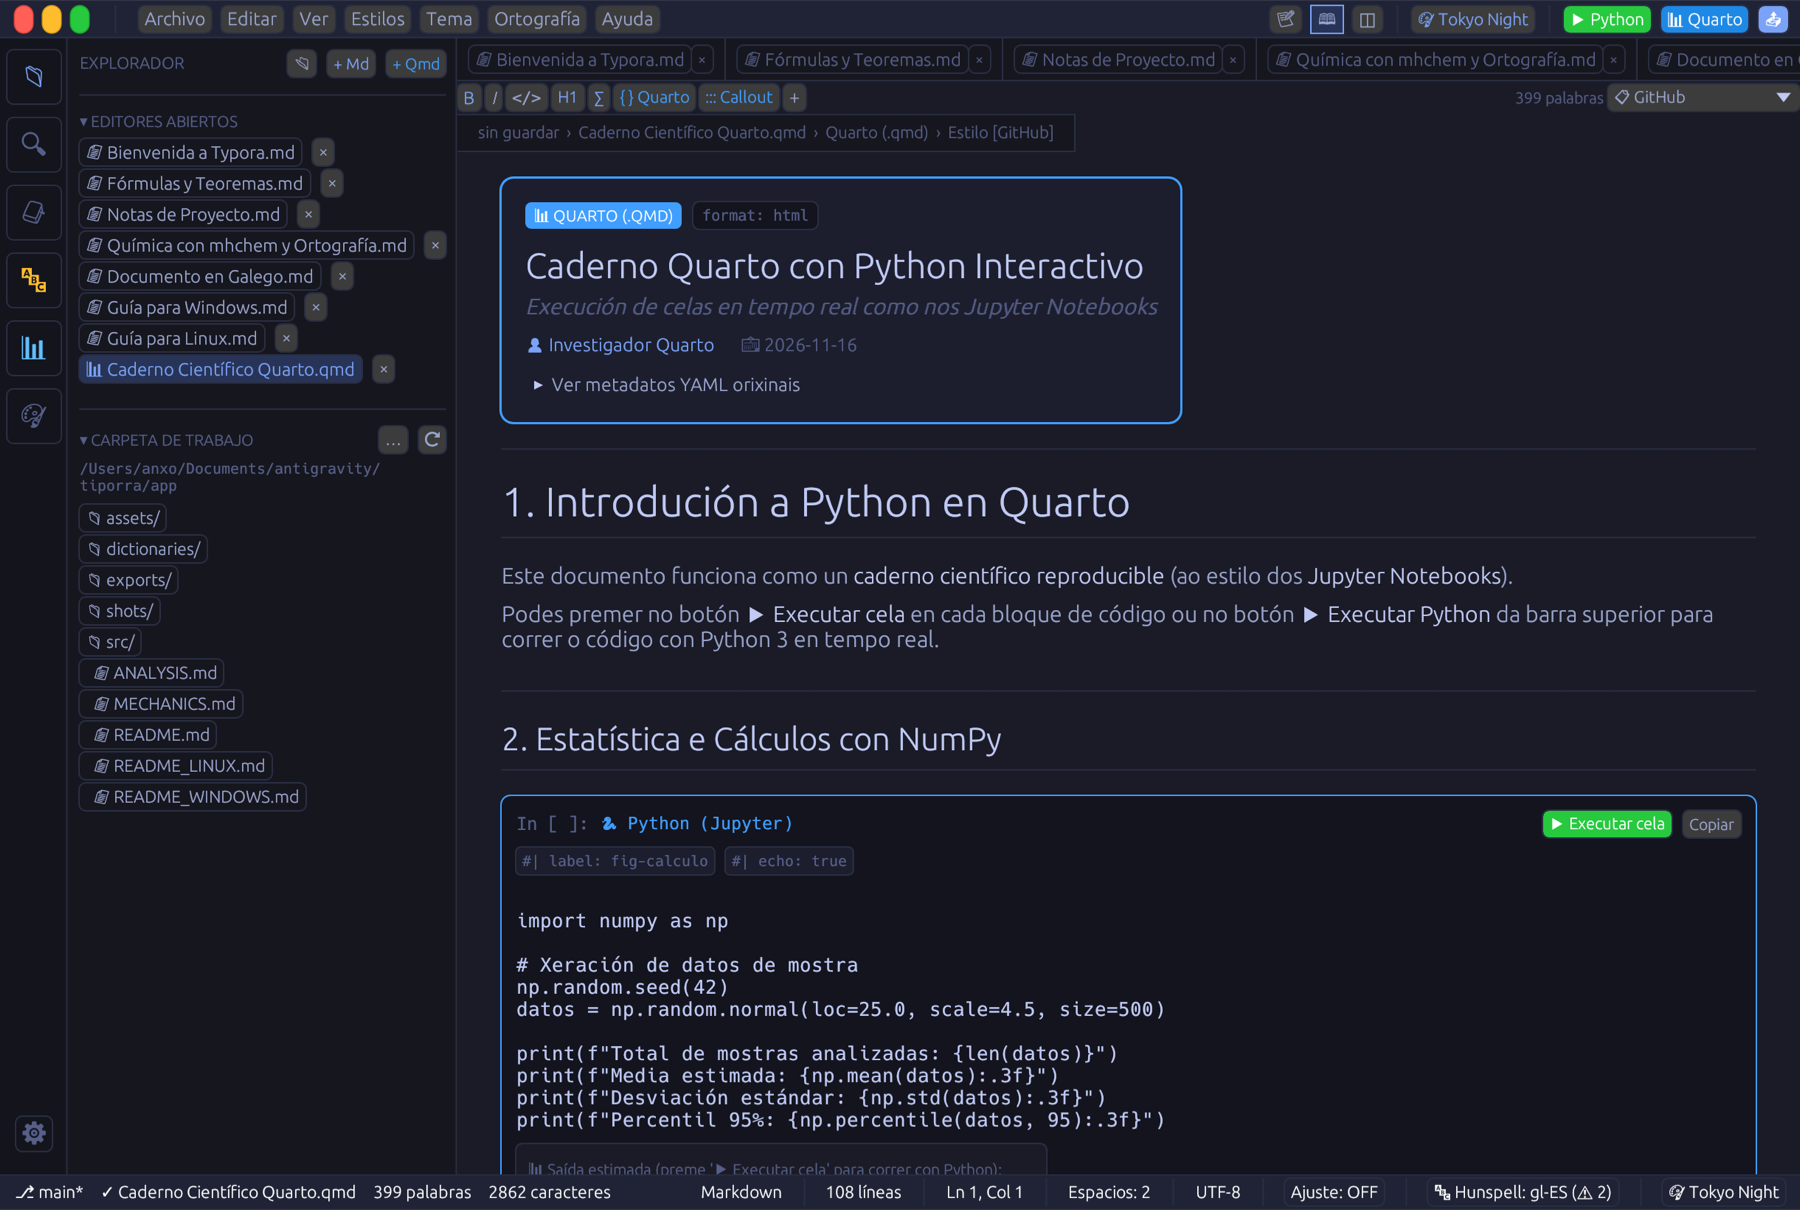 Archivo Editar Ver Estilos Tema Ortografía Ayuda
Tokyo Night Python Quarto
EXPLORADOR + Md + Qmd
EDITORES ABIERTOS
Bienvenida a Typora.md ×
Fórmulas y Teoremas.md ×
Notas de Proyecto.md ×
Química con mhchem y Ortografía.md ×
Documento en Galego.md ×
Guía para Windows.md ×
Guía para Linux.md ×
Caderno Científico Quarto.qmd ×
CARPETA DE TRABAJO ...
/Users/anxo/Documents/antigravity/
tiporra/app
assets/
dictionaries/
exports/
shots/
src/
ANALYSIS.md
MECHANICS.md
README.md
README_LINUX.md
README_WINDOWS.md
Bienvenida a Typora.md × Fórmulas y Teoremas.md × Notas de Proyecto.md × Química con mhchem y Ortografía.md × Documento en
B / </> H1 ∑ {} Quarto ::: Callout + 399 palabras GitHub
sin guardar › Caderno Científico Quarto.qmd › Quarto (.qmd) › Estilo [GitHub]
QUARTO (.QMD) format: html
Caderno Quarto con Python Interactivo
Execución de celas en tempo real como nos Jupyter Notebooks
Investigador Quarto 2026-11-16
▸ Ver metadatos YAML orixinais
1. Introdución a Python en Quarto
Este documento funciona como un caderno científico reproducible (ao estilo dos Jupyter Notebooks).
Podes premer no botón ▶ Executar cela en cada bloque de código ou no botón ▶ Executar Python da barra superior para
correr o código con Python 3 en tempo real.
2. Estatística e Cálculos con NumPy
In [ ]: Python (Jupyter) ▶ Executar cela Copiar
#| label: fig-calculo #| echo: true
import numpy as np
# Xeración de datos de mostra
np.random.seed(42)
datos = np.random.normal(loc=25.0, scale=4.5, size=500)
print(f"Total de mostras analizadas: {len(datos)}")
print(f"Media estimada: {np.mean(datos):.3f}")
print(f"Desviación estándar: {np.std(datos):.3f}")
print(f"Percentil 95%: {np.percentile(datos, 95):.3f}")
Saída estimada (preme '▶ Executar cela' para correr con Python):
main* ✓ Caderno Científico Quarto.qmd 399 palabras 2862 caracteres Markdown 108 líneas Ln 1, Col 1 Espacios: 2 UTF-8 Ajuste: OFF Hunspell: gl-ES (⚠ 2) Tokyo Night